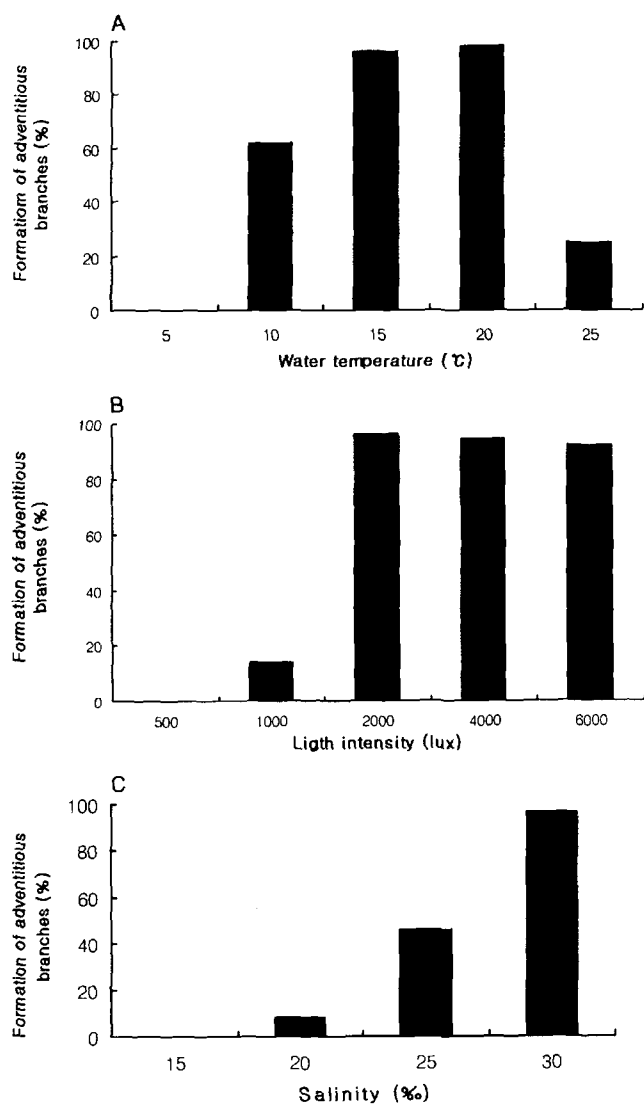 A
Formatiom of adventitious
branches (%)
100
80
60
40
20
0
5 10 15 20 25
Water temperature (℃)
B
Formation of adventitious
branches (%)
100
80
60
40
20
0
500 1000 2000 4000 6000
Ligth intensity (lux)
C
Formation of adventitious
branches (%)
100
80
60
40
20
0
15 20 25 30
Salinity (‰)